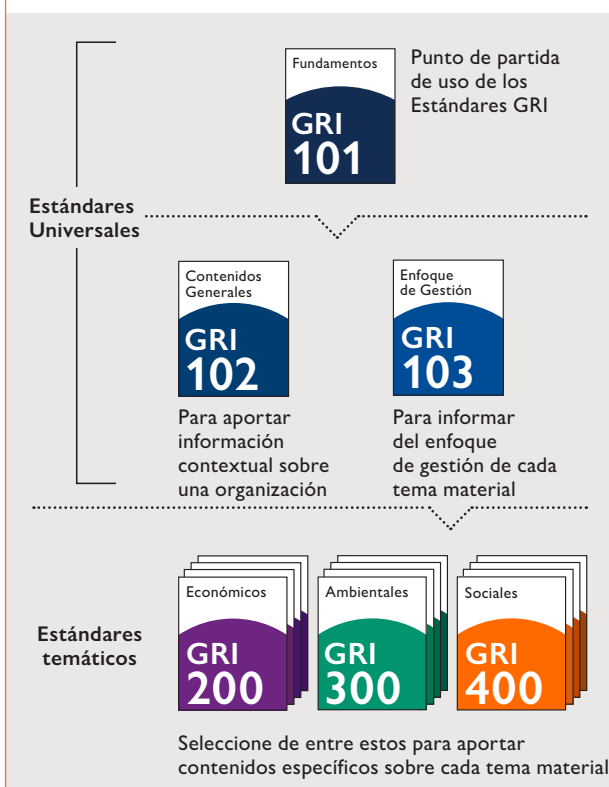 Fundamentos
GRI
101
Punto de partida
de uso de los
Estándares GRI
Estándares
Universales
Contenidos
Generales
GRI
102
Para aportar
información
contextual sobre
una organización
Enfoque
de Gestión
GRI
103
Para informar
del enfoque
de gestión de cada
tema material
Estándares
temáticos
Económicos
GRI
200
Ambientales
GRI
300
Sociales
GRI
400
Seleccione de entre estos para aportar
contenidos específicos sobre cada tema material